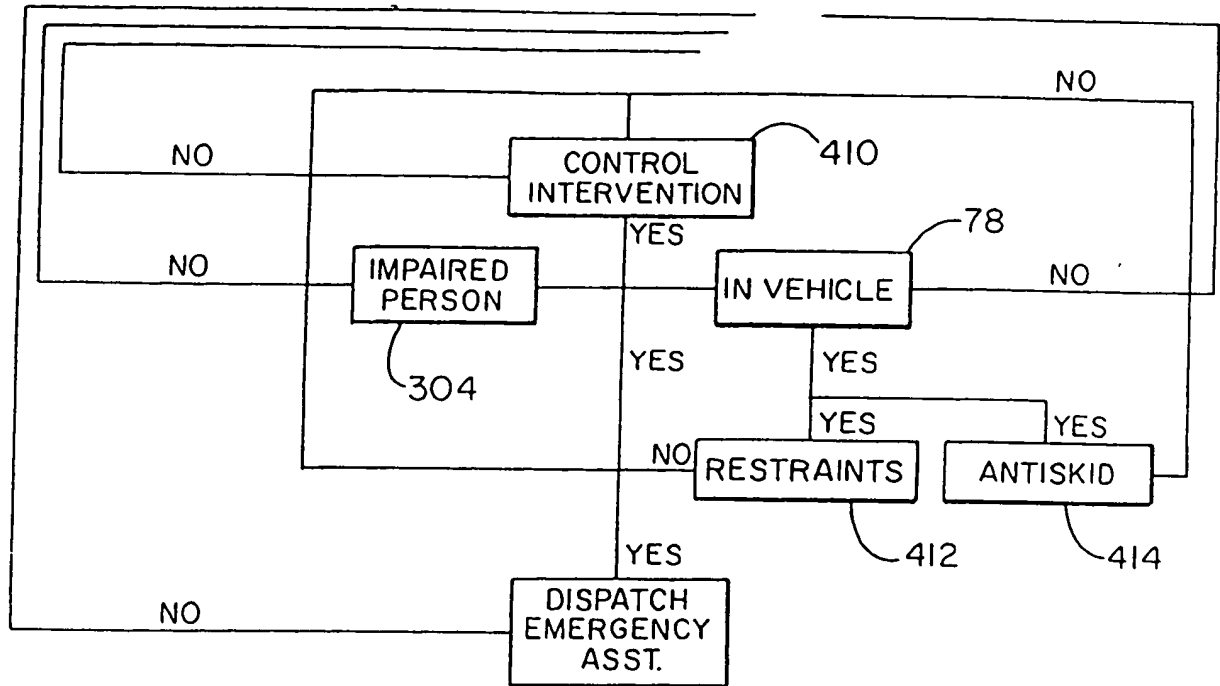 NO
NO
CONTROL
INTERVENTION
410
YES
78
NO
IMPAIRED
PERSON
IN VEHICLE
NO
304
YES
YES
YES
YES
NO
RESTRAINTS
ANTISKID
412
414
YES
NO
DISPATCH
EMERGENCY
ASST.